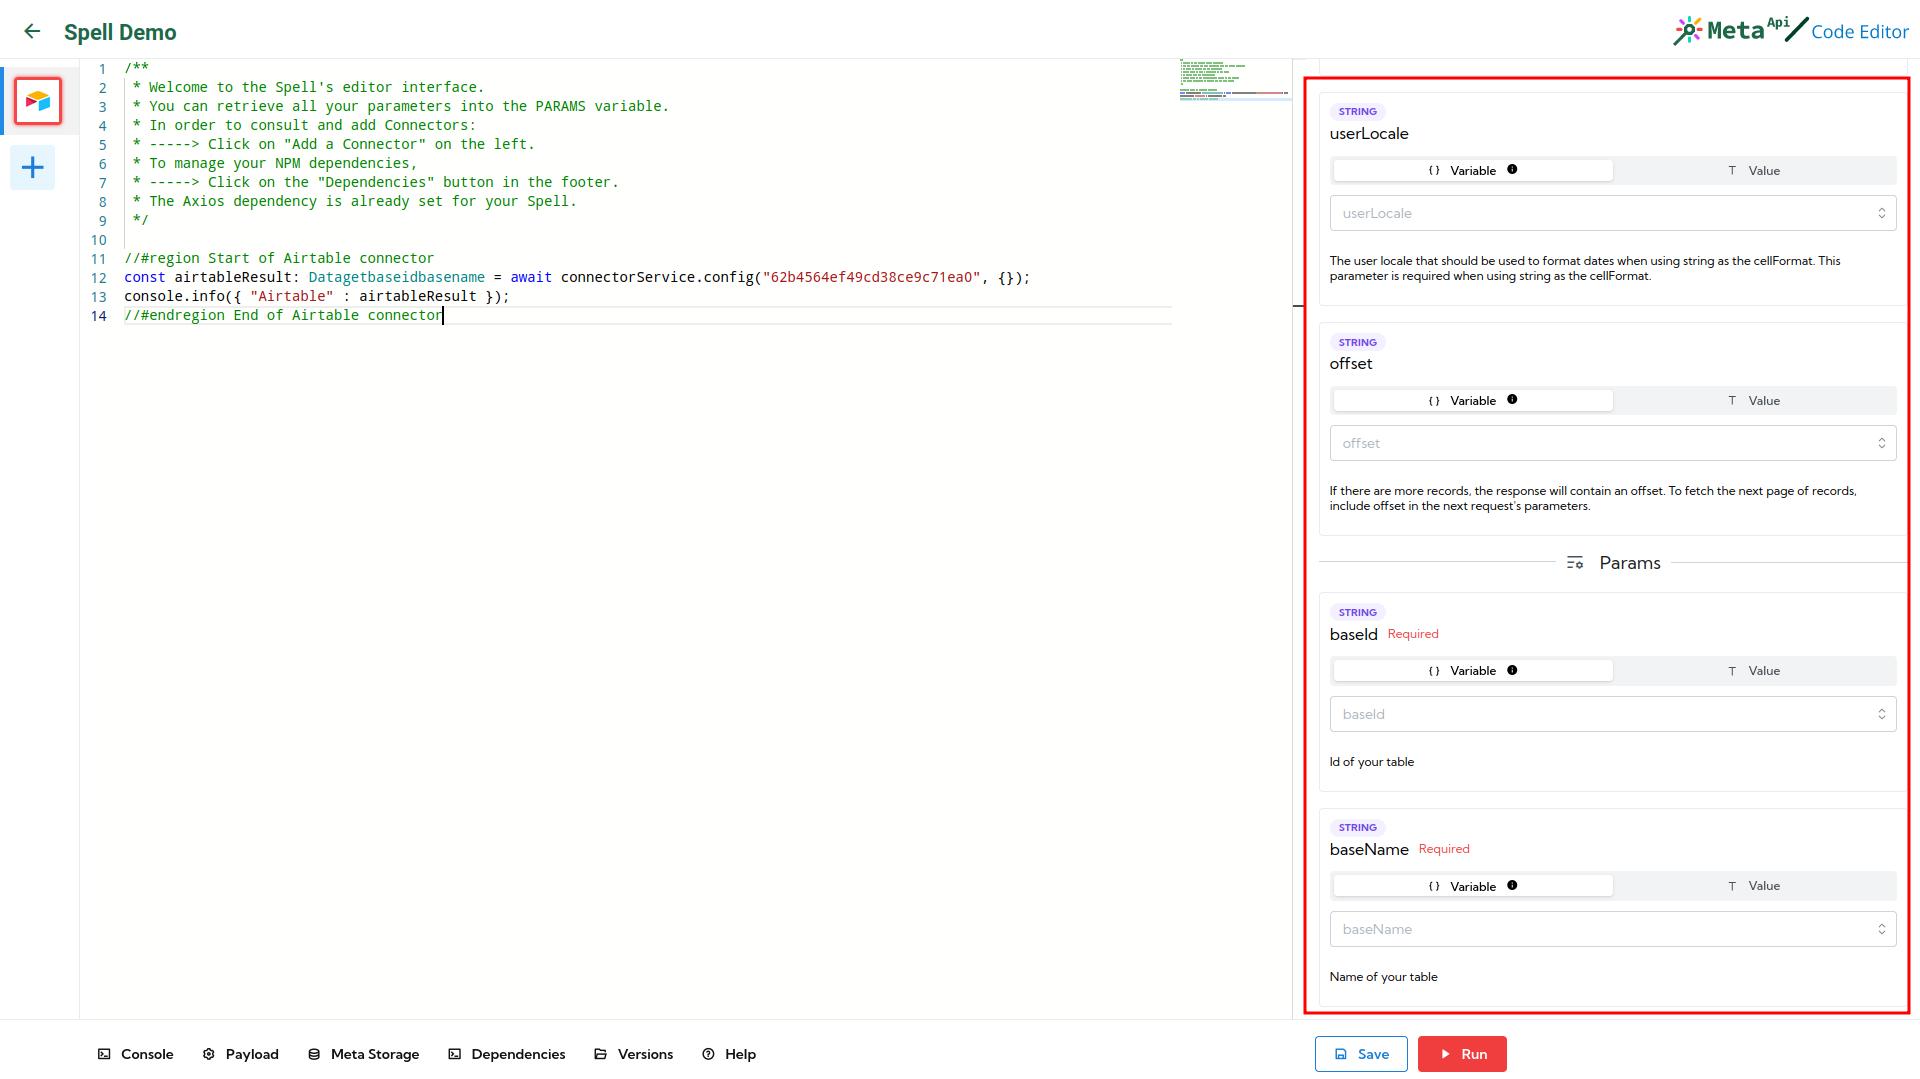 Spell Demo
MetaApi / Code Editor
1 /**
2  * Welcome to the Spell's editor interface.
3  * You can retrieve all your parameters into the PARAMS variable.
4  * In order to consult and add Connectors:
5  * -----> Click on "Add a Connector" on the left.
6  * To manage your NPM dependencies,
7  * -----> Click on the "Dependencies" button in the footer.
8  * The Axios dependency is already set for your Spell.
9  */
10
11 //#region Start of Airtable connector
12 const airtableResult: Datagetbaseidbasename = await connectorService.config("62b4564ef49cd38ce9c71ea0", {});
13 console.info({ "Airtable" : airtableResult });
14 //#endregion End of Airtable connector
STRING
userLocale
{} Variable
T Value
userLocale
The user locale that should be used to format dates when using string as the cellFormat. This
parameter is required when using string as the cellFormat.
STRING
offset
{} Variable
T Value
offset
If there are more records, the response will contain an offset. To fetch the next page of records,
include offset in the next request's parameters.
Params
STRING
baseId Required
{} Variable
T Value
baseId
Id of your table
STRING
baseName Required
{} Variable
T Value
baseName
Name of your table
Console
Payload
Meta Storage
Dependencies
Versions
Help
Save
Run